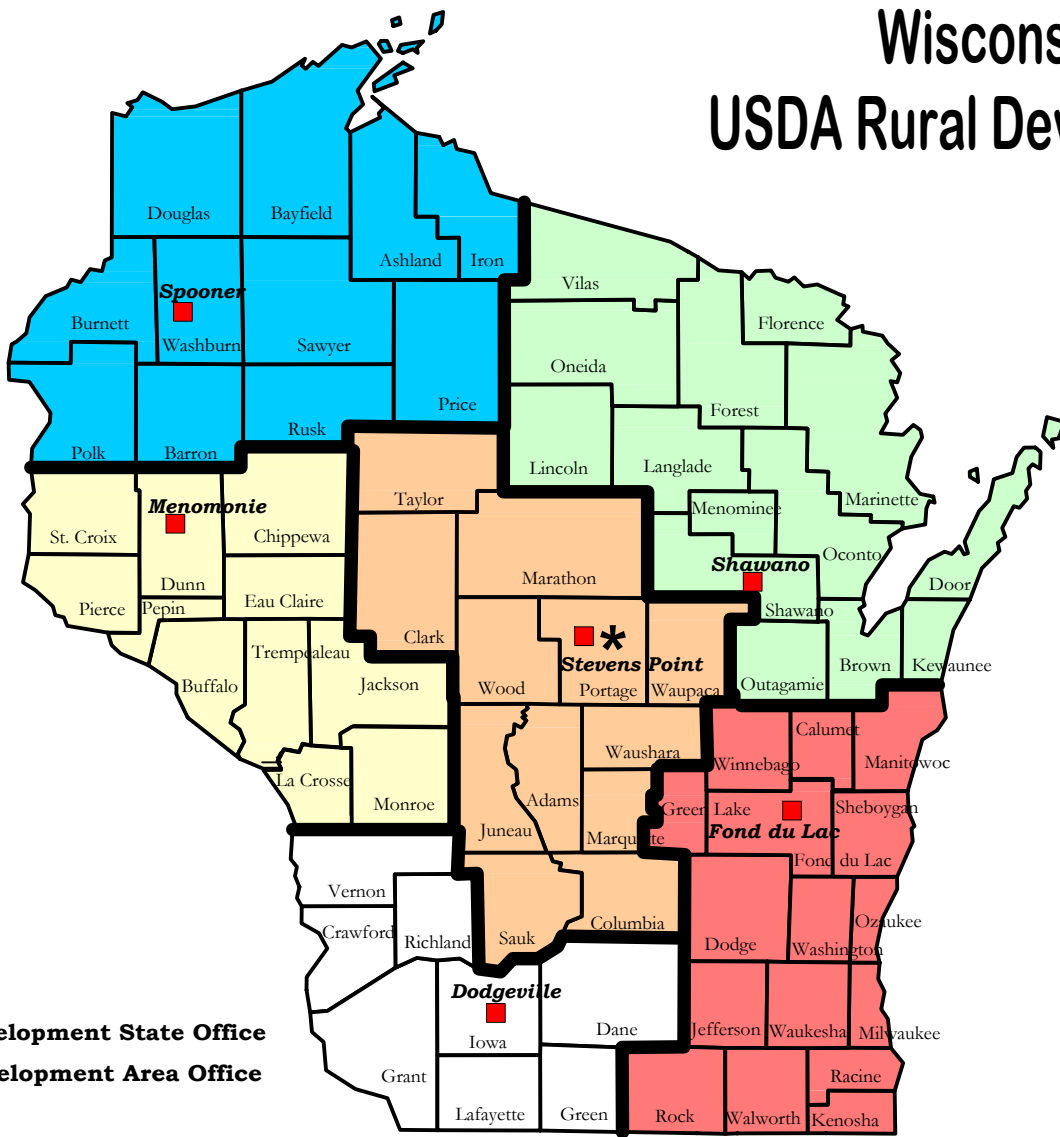 Wiscons
USDA Rural Dev
Douglas
Bayfield
Ashland
Iron
Spooner
Burnett
Washburn
Sawyer
Price
Polk
Barron
Rusk
Vilas
Florence
Oneida
Forest
Lincoln
Langlade
Marinette
Menominee
Oconto
Shawano
Shawano
Door
Outagamie
Brown
Kewaunee
Menomonie
St. Croix
Chippewa
Dunn
Pierce
Pepin
Eau Claire
Buffalo
Trempealeau
Jackson
La Crosse
Monroe
Taylor
Marathon
Clark
*
Stevens Point
Wood
Portage
Waupaca
Waushara
Adams
Juneau
Marquette
Sauk
Columbia
Calumet
Winnebago
Manitowoc
Green Lake
Sheboygan
Fond du Lac
Fond du Lac
Ozaukee
Dodge
Washington
Jefferson
Waukesha
Milwaukee
Racine
Rock
Walworth
Kenosha
Vernon
Crawford
Richland
Dodgeville
Dane
Iowa
Grant
Lafayette
Green
elopment State Office
elopment Area Office